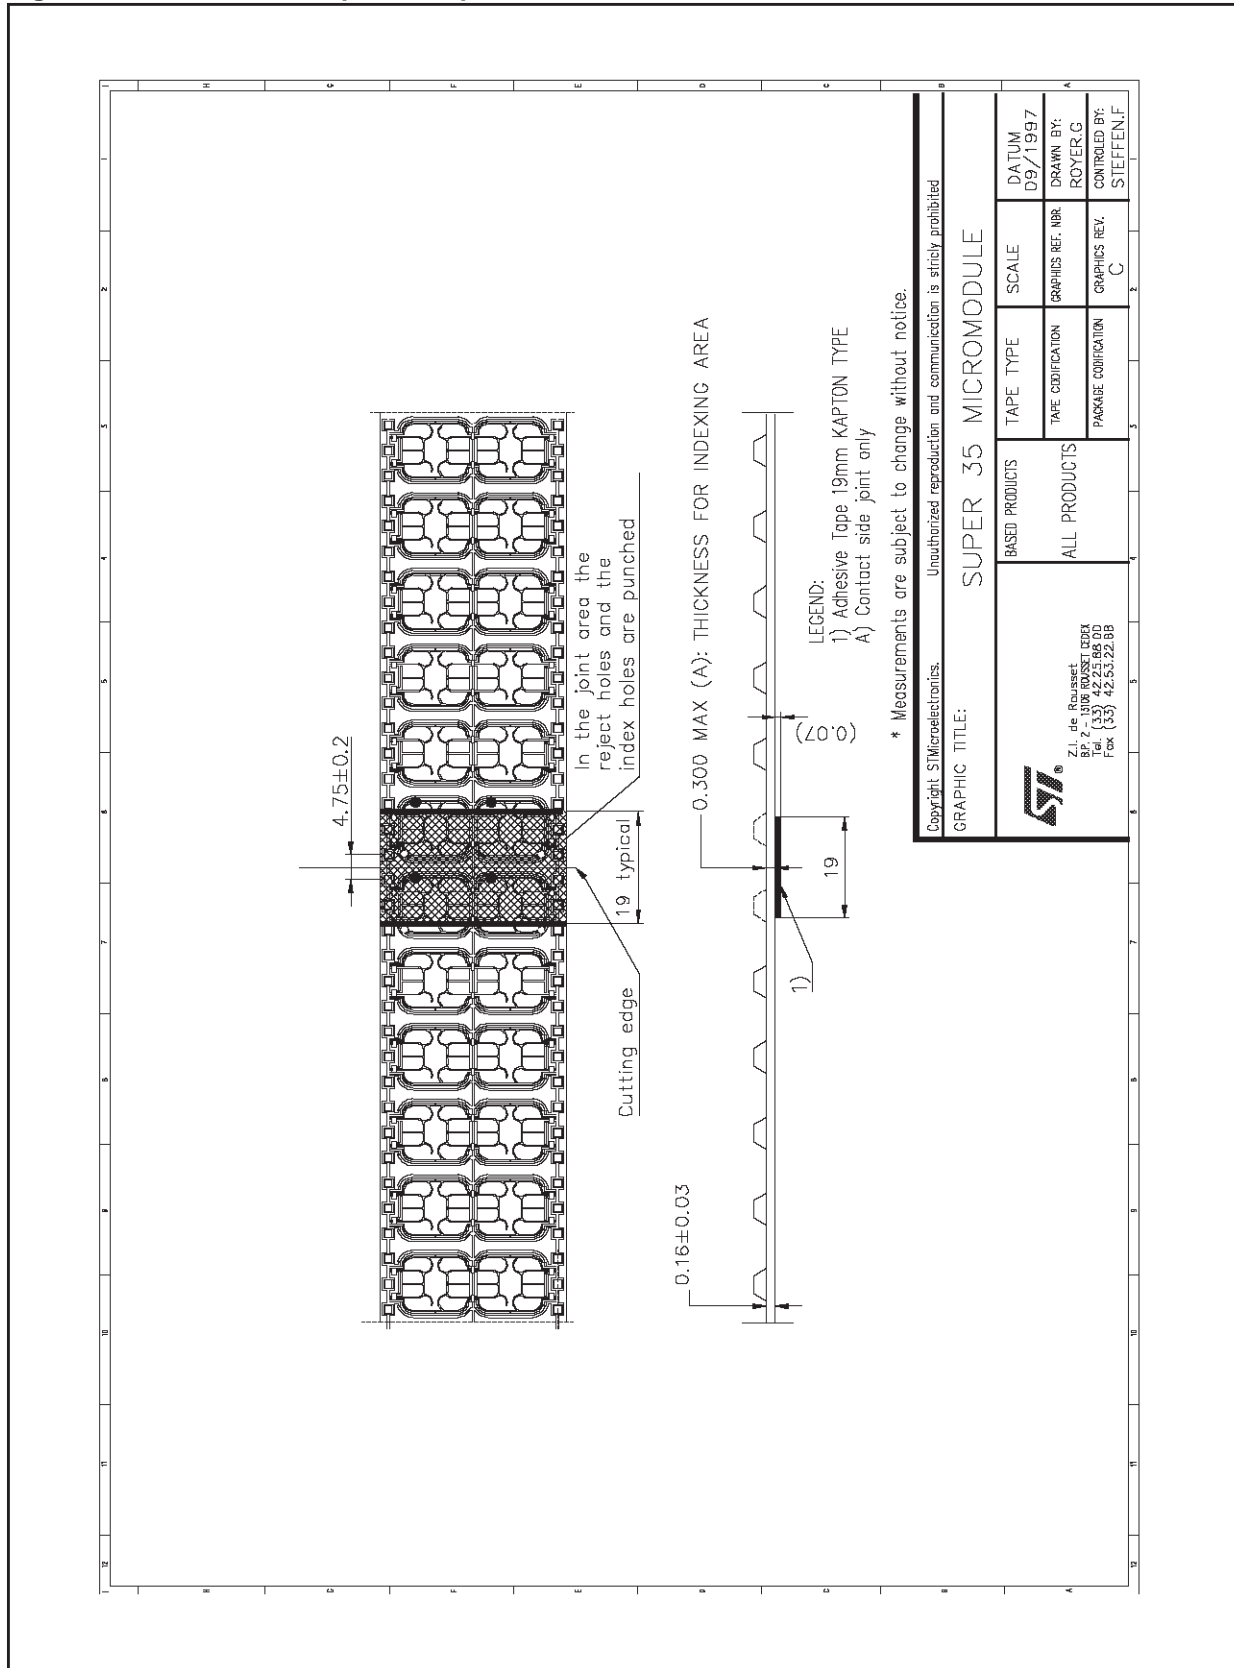 4.75±0.2
In the joint area the
reject holes and the
index holes are punched
19 typical
Cutting edge
0.300 MAX (A): THICKNESS FOR INDEXING AREA
0.16±0.03
(0.07)
19
1)
LEGEND:
1) Adhesive Tape 19mm KAPTON TYPE
A) Contact side joint only
* Measurements are subject to change without notice.
Copyright STMicroelectronics. Unauthorized reproduction and communication is stricly prohibited
GRAPHIC TITLE:
SUPER 35 MICROMODULE
Z.I. de Rousset
B.P. 2 - 13106 ROUSSET CEDEX
Tel. (33) 42.25.88.00
Fax (33) 42.53.22.88
BASED PRODUCTS
ALL PRODUCTS
TAPE TYPE
SCALE
DATUM
09/1997
TAPE CODIFICATION
GRAPHICS REF. NBR.
DRAWN BY:
ROYER.G
PACKAGE CODIFICATION
GRAPHICS REV.
C
CONTROLED BY:
STEFFEN.F